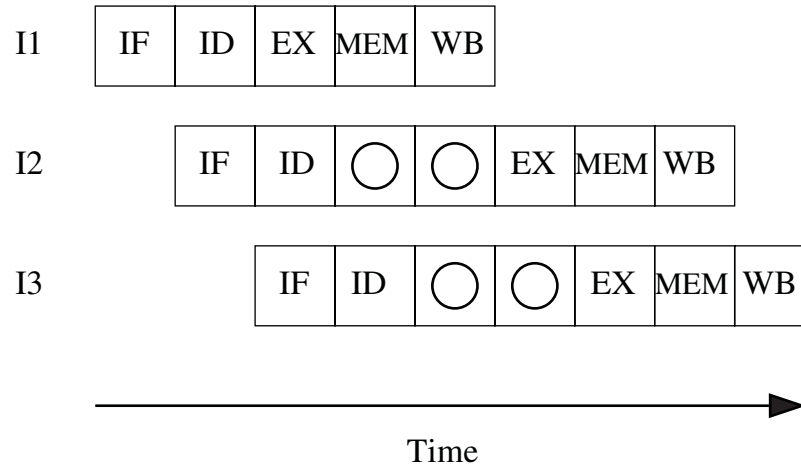 I1 IF ID EX MEM WB
I2 IF ID EX MEM WB
I3 IF ID EX MEM WB
Time